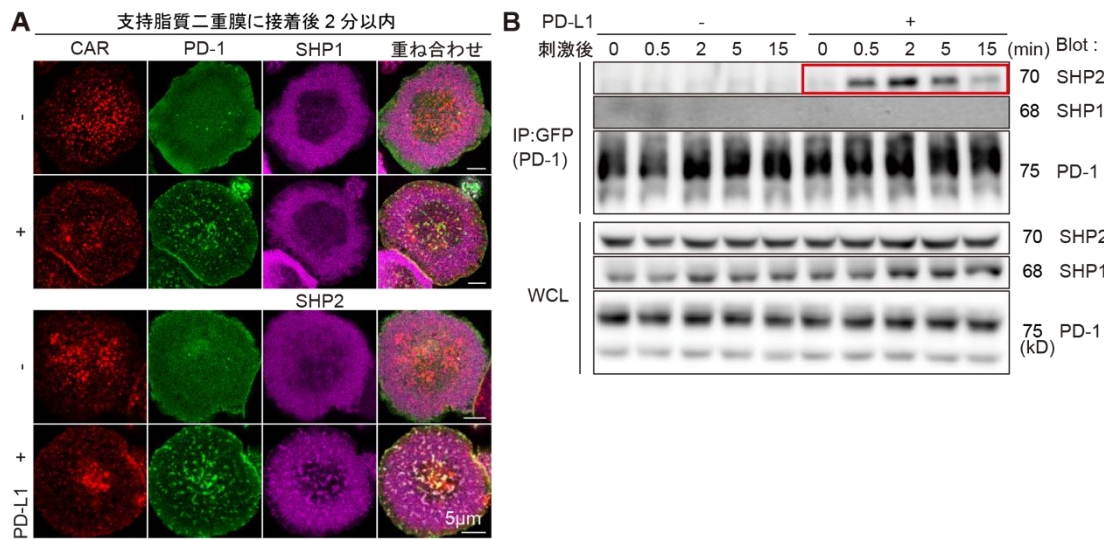 A
支持脂質二重膜に接着後 2 分以内
CAR PD-1 SHP1 重ね合わせ
-
+
SHP2
-
+
PD-L1
5μm
B
PD-L1 - +
刺激後 0 0.5 2 5 15 0 0.5 2 5 15 (min) Blot :
IP:GFP
(PD-1)
70 SHP2
68 SHP1
75 PD-1
WCL
70 SHP2
68 SHP1
75 PD-1
(kD)